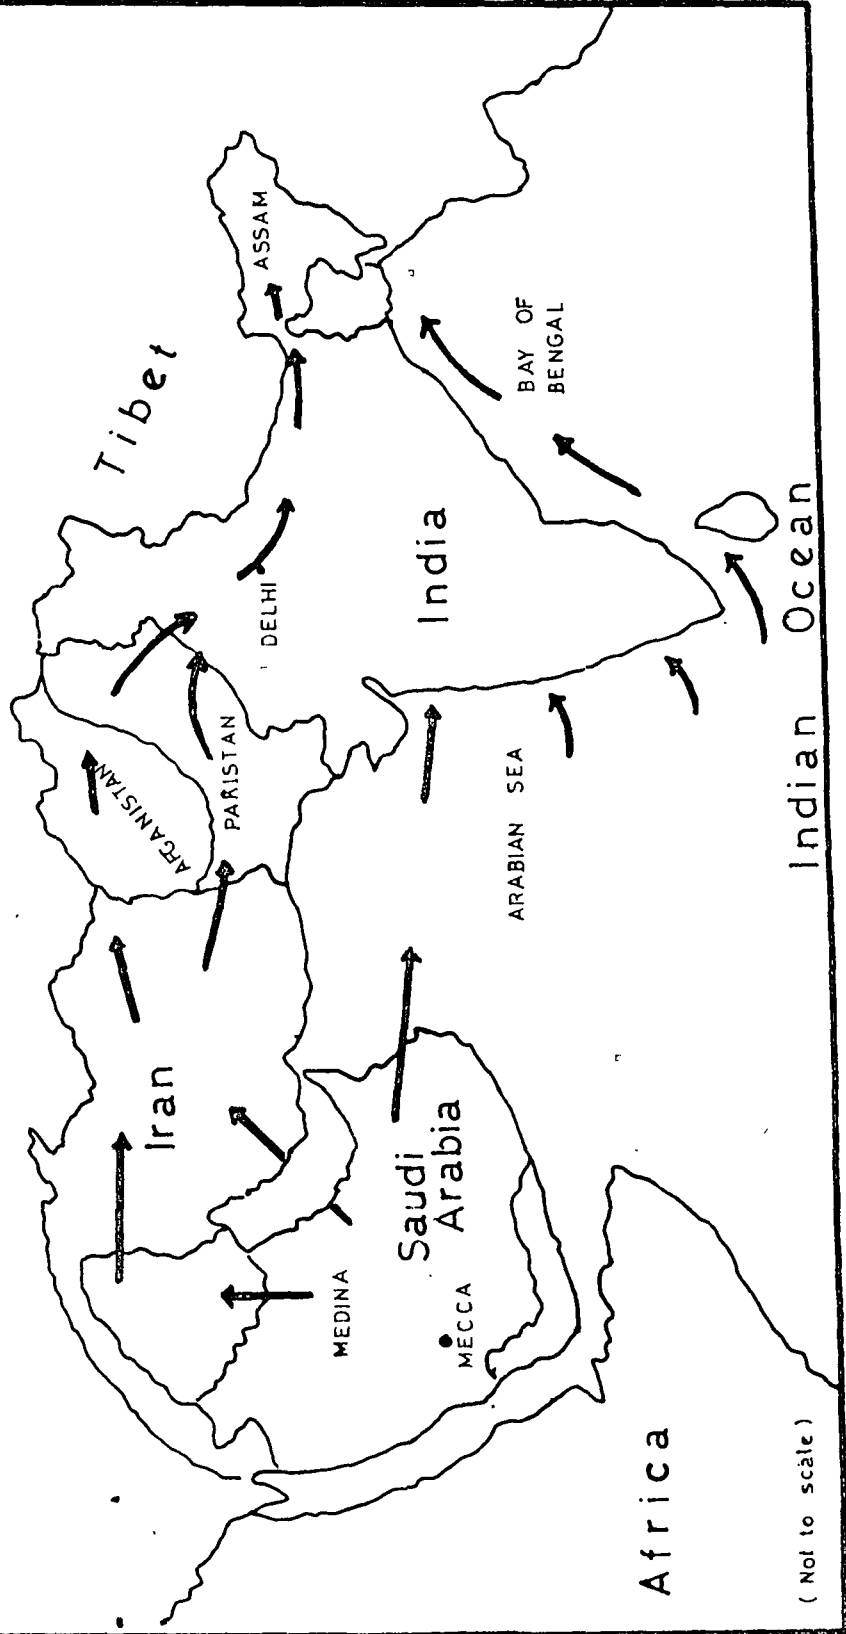 Tibet
ASSAM
AFGANISTAN
PAKISTAN
DELHI
Iran
India
BAY OF
BENGAL
MEDINA
MECCA
Saudi
Arabia
ARABIAN SEA
Africa
Indian Ocean
( Not to scale )